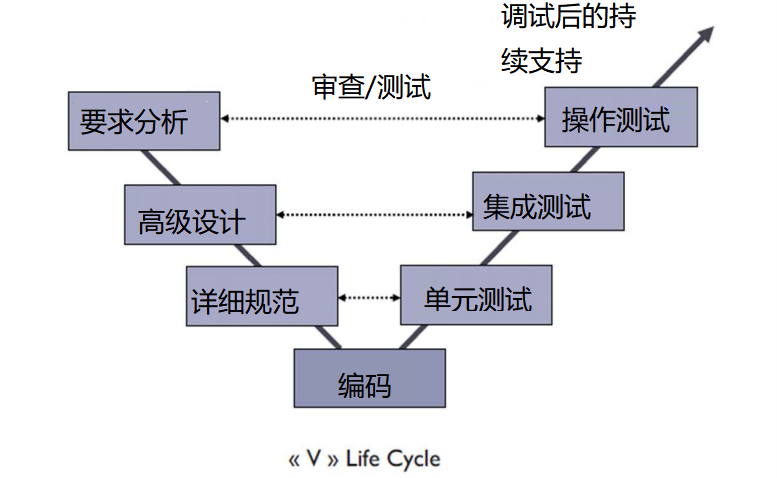 调试后的持
续支持
审查/测试
要求分析
操作测试
高级设计
集成测试
详细规范
单元测试
编码
« V » Life Cycle